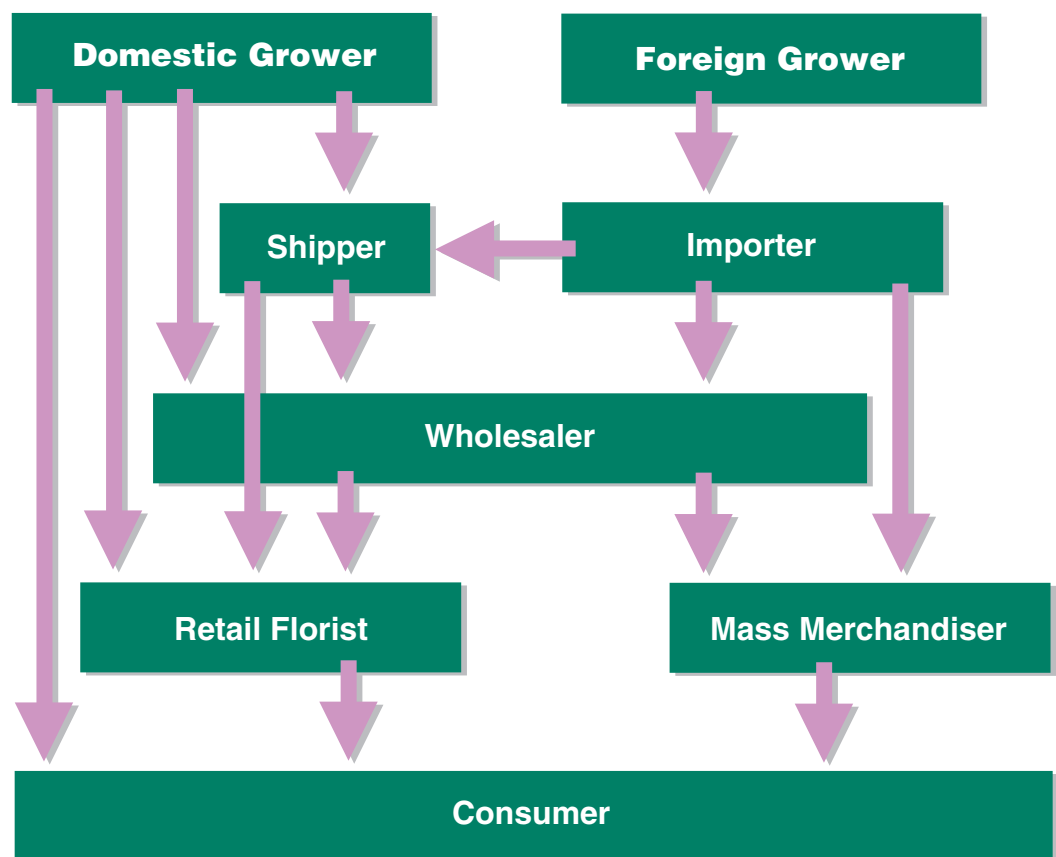 Domestic Grower
Foreign Grower
Shipper
Importer
Wholesaler
Retail Florist
Mass Merchandiser
Consumer